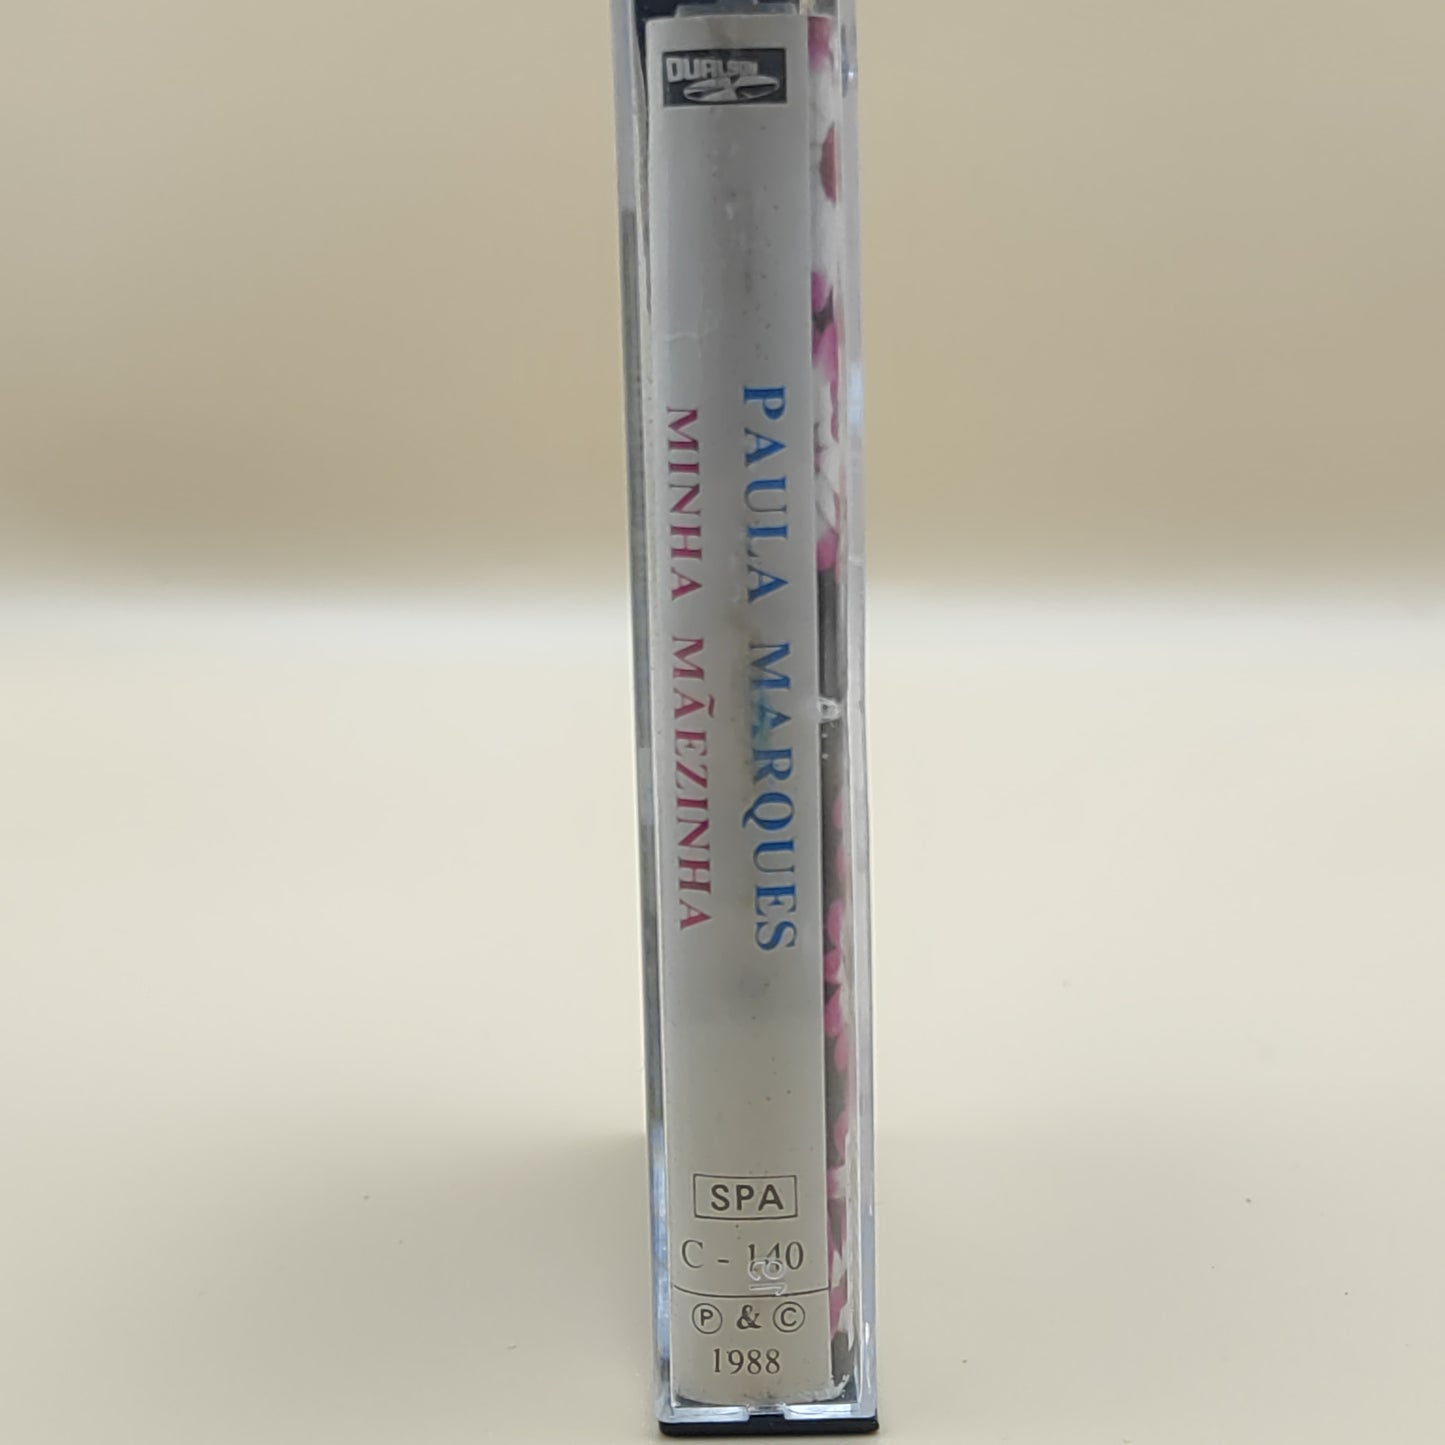 DUALSOM
PAULA MARQUES
MINHA MÃEZINHA
SPA
C - 140
Ⓟ & Ⓒ
1988